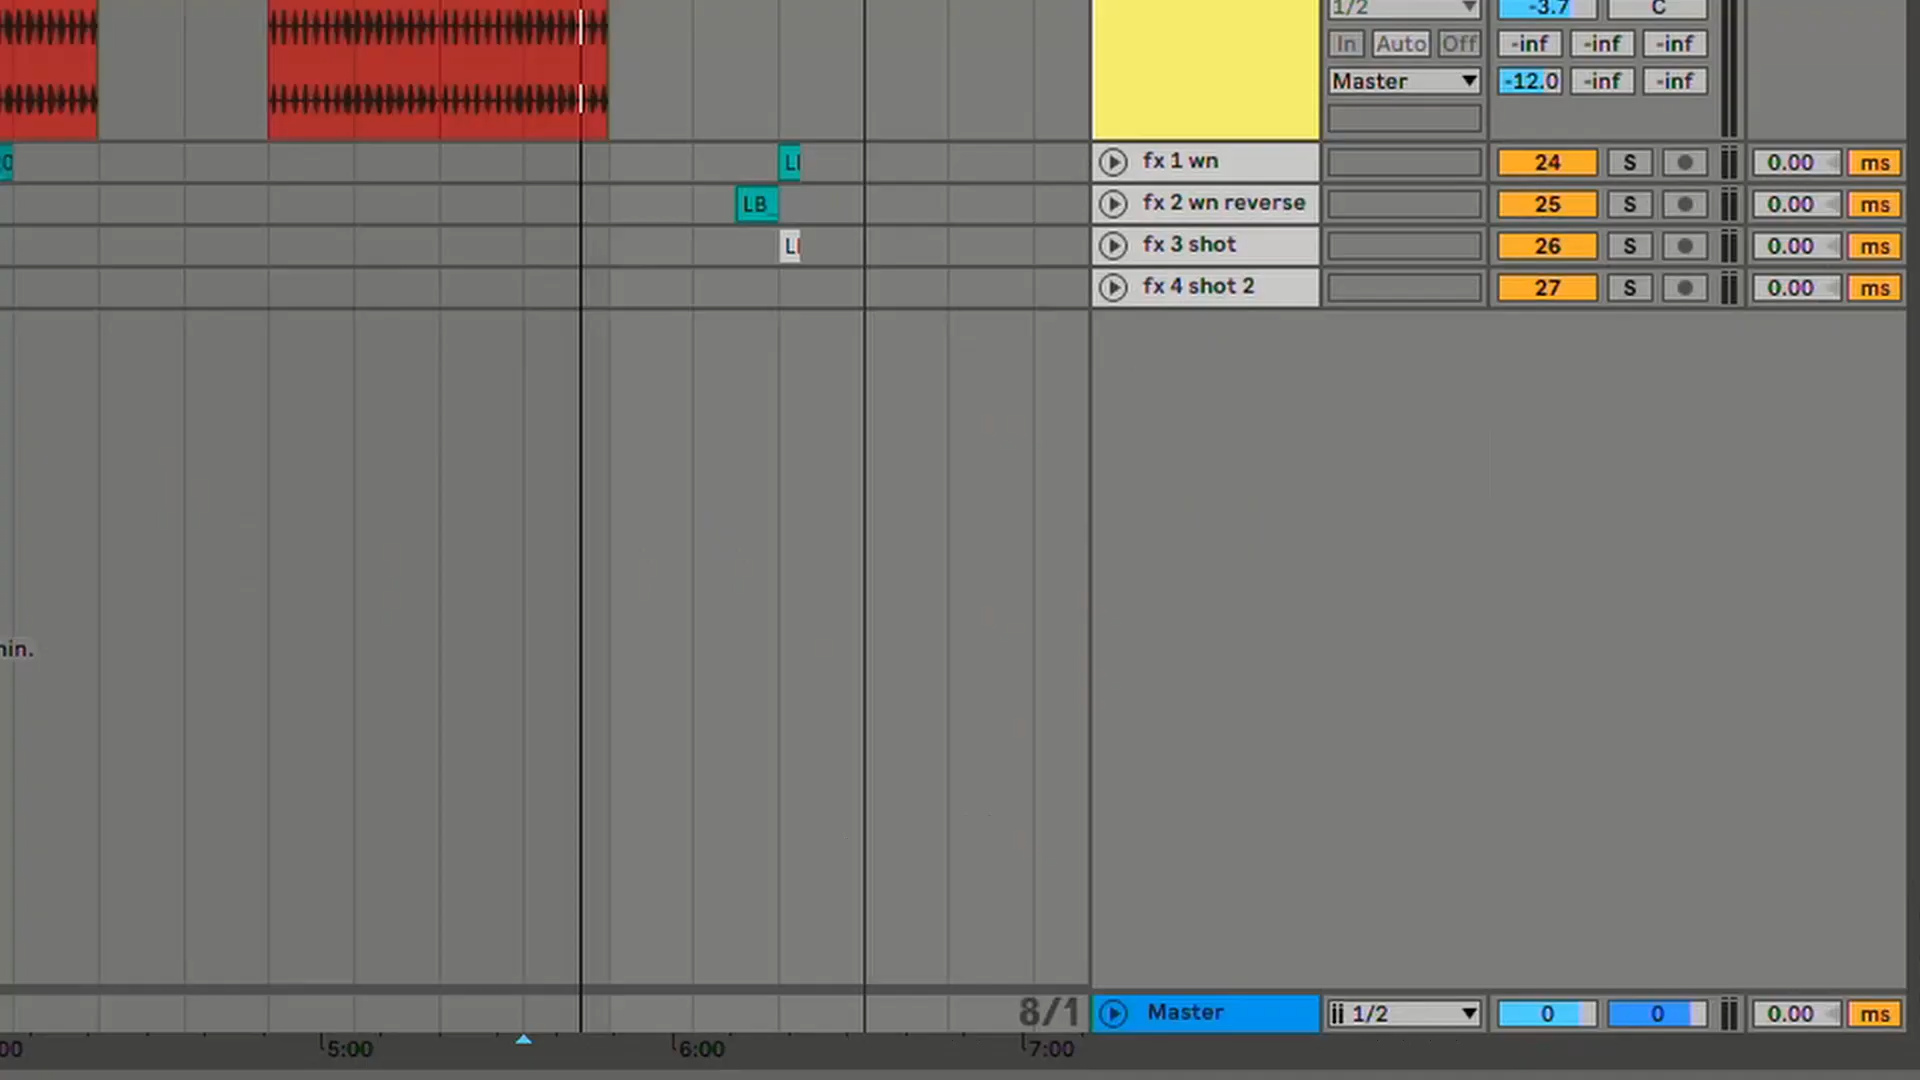 1/2 -3.7 C
In Auto Off -inf -inf -inf
Master -12.0 -inf -inf
fx 1 wn 24 S 0.00 ms
LB_ fx 2 wn reverse 25 S 0.00 ms
fx 3 shot 26 S 0.00 ms
fx 4 shot 2 27 S 0.00 ms
8/1 Master 1/2 0 0 0.00 ms
5:00 6:00 7:00